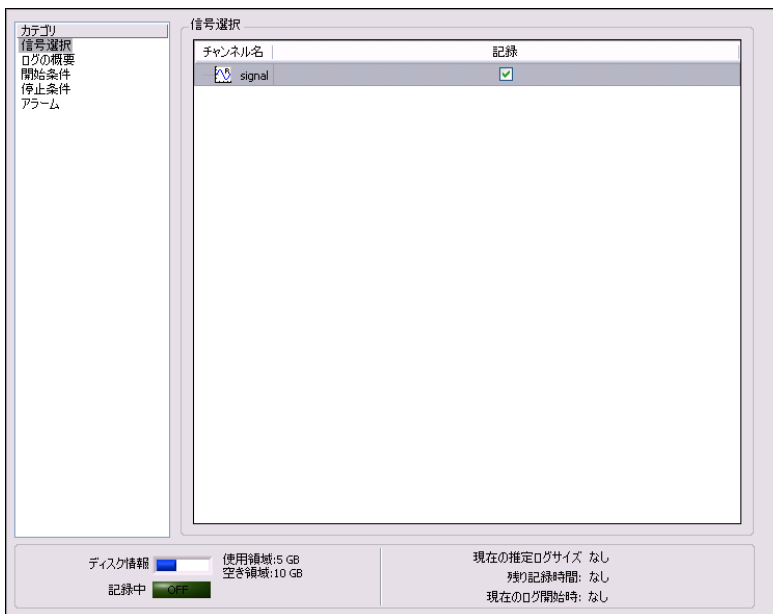 カテゴリ
信号選択
ログの概要
開始条件
停止条件
アラーム
信号選択
チャンネル名 記録
signal
ディスク情報
使用領域:5 GB
空き領域:10 GB
記録中 OFF
現在の推定ログサイズ なし
残り記録時間: なし
現在のログ開始時: なし